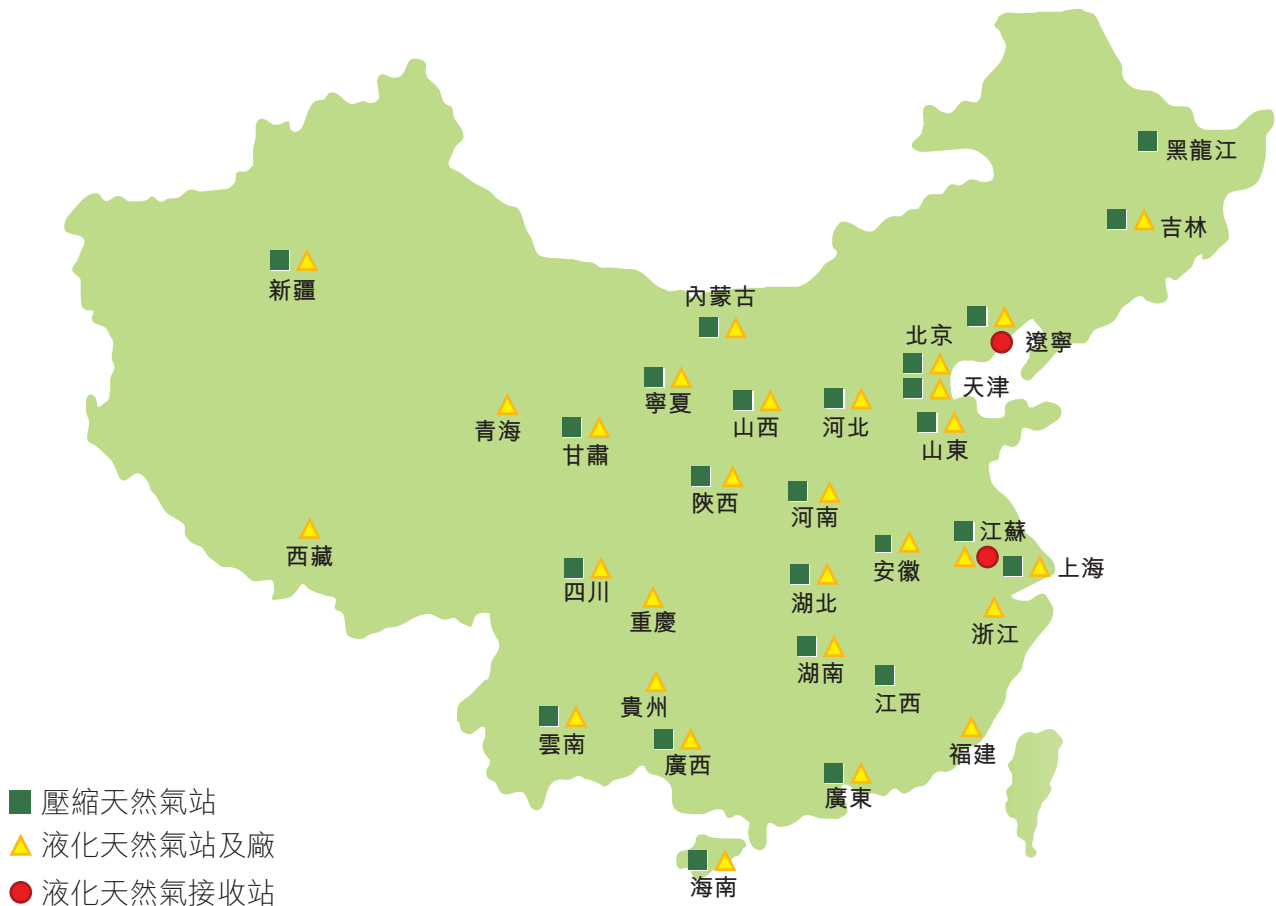 黑龍江
吉林
新疆
內蒙古
北京
遼寧
天津
寧夏
山西
河北
山東
青海
甘肅
陝西
河南
江蘇
安徽
上海
西藏
四川
湖北
重慶
浙江
湖南
江西
貴州
雲南
廣西
福建
廣東
海南
壓縮天然氣站
液化天然氣站及廠
液化天然氣接收站